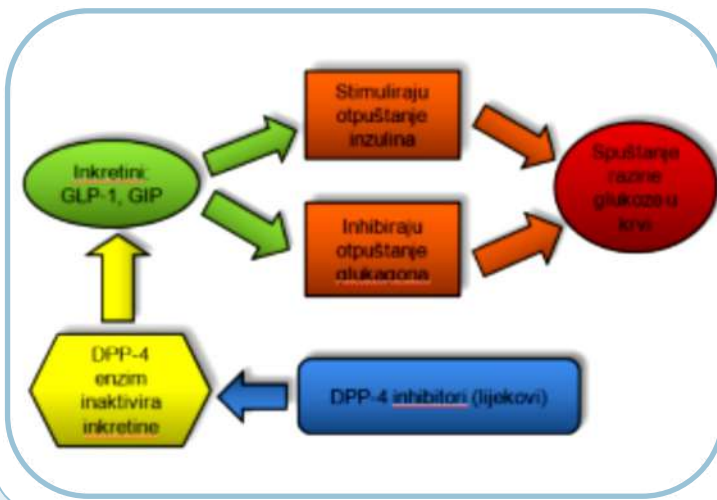 Stimuliraju
otpuštanje
inzulina
Inkretini:
GLP-1, GIP
Spuštanje
razine
glukoze u
krvi
Inhibiraju
otpuštanje
glukagona
DPP-4
enzim
inaktivira
inkretine
DPP-4 inhibitori (lijekovi)